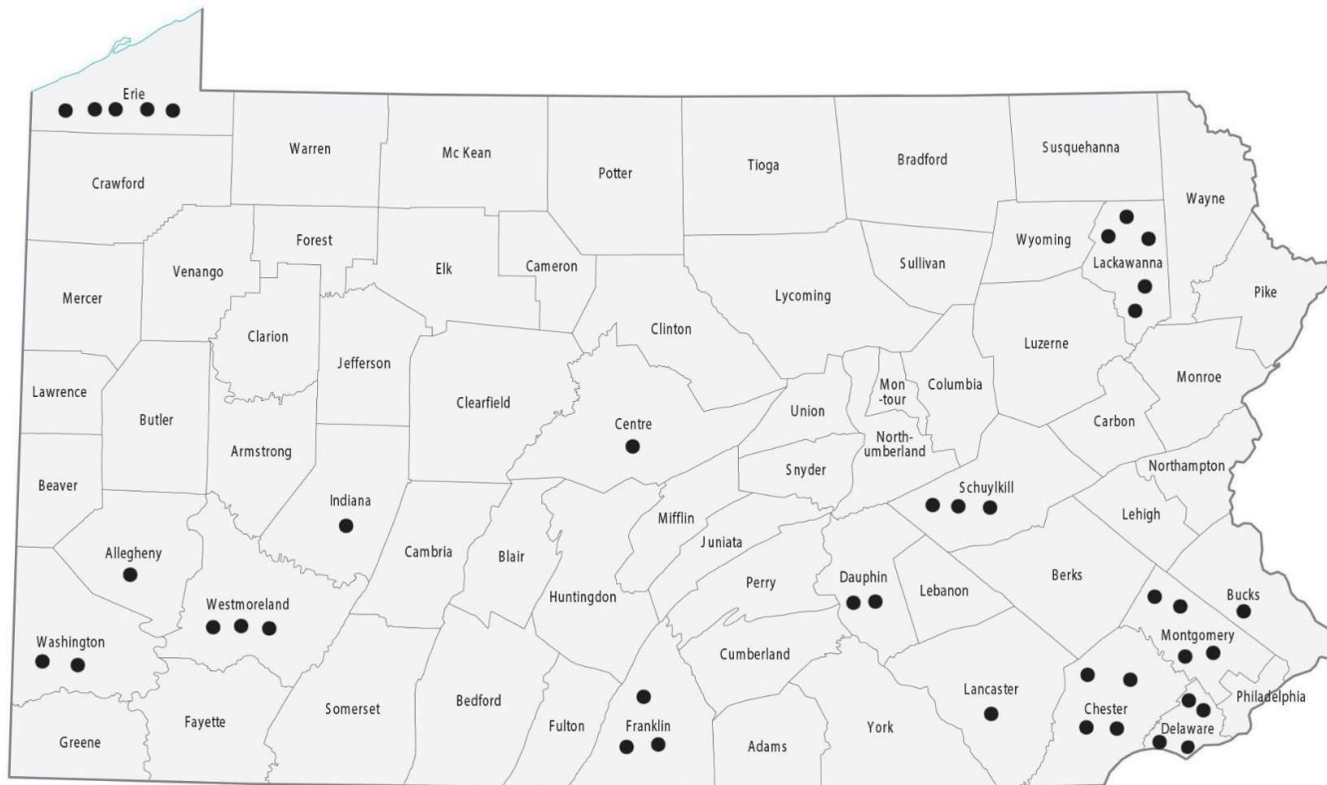 Erie
Warren
Mc Kean
Potter
Tioga
Bradford
Susquehanna
Crawford
Wayne
Forest
Wyoming
Venango
Elk
Cameron
Sullivan
Lackawanna
Mercer
Lycoming
Pike
Clarion
Clinton
Jefferson
Luzerne
Lawrence
Butler
Clearfield
Mon
-tour
Columbia
Monroe
Union
Centre
Carbon
Armstrong
North-
umberland
Snyder
Northampton
Beaver
Indiana
Schuylkill
Mifflin
Lehigh
Juniata
Allegheny
Cambria
Blair
Perry
Dauphin
Lebanon
Berks
Huntingdon
Westmoreland
Bucks
Washington
Cumberland
Montgomery
Lancaster
Philadelphia
Somerset
Bedford
Fayette
Fulton
Franklin
York
Chester
Delaware
Greene
Adams